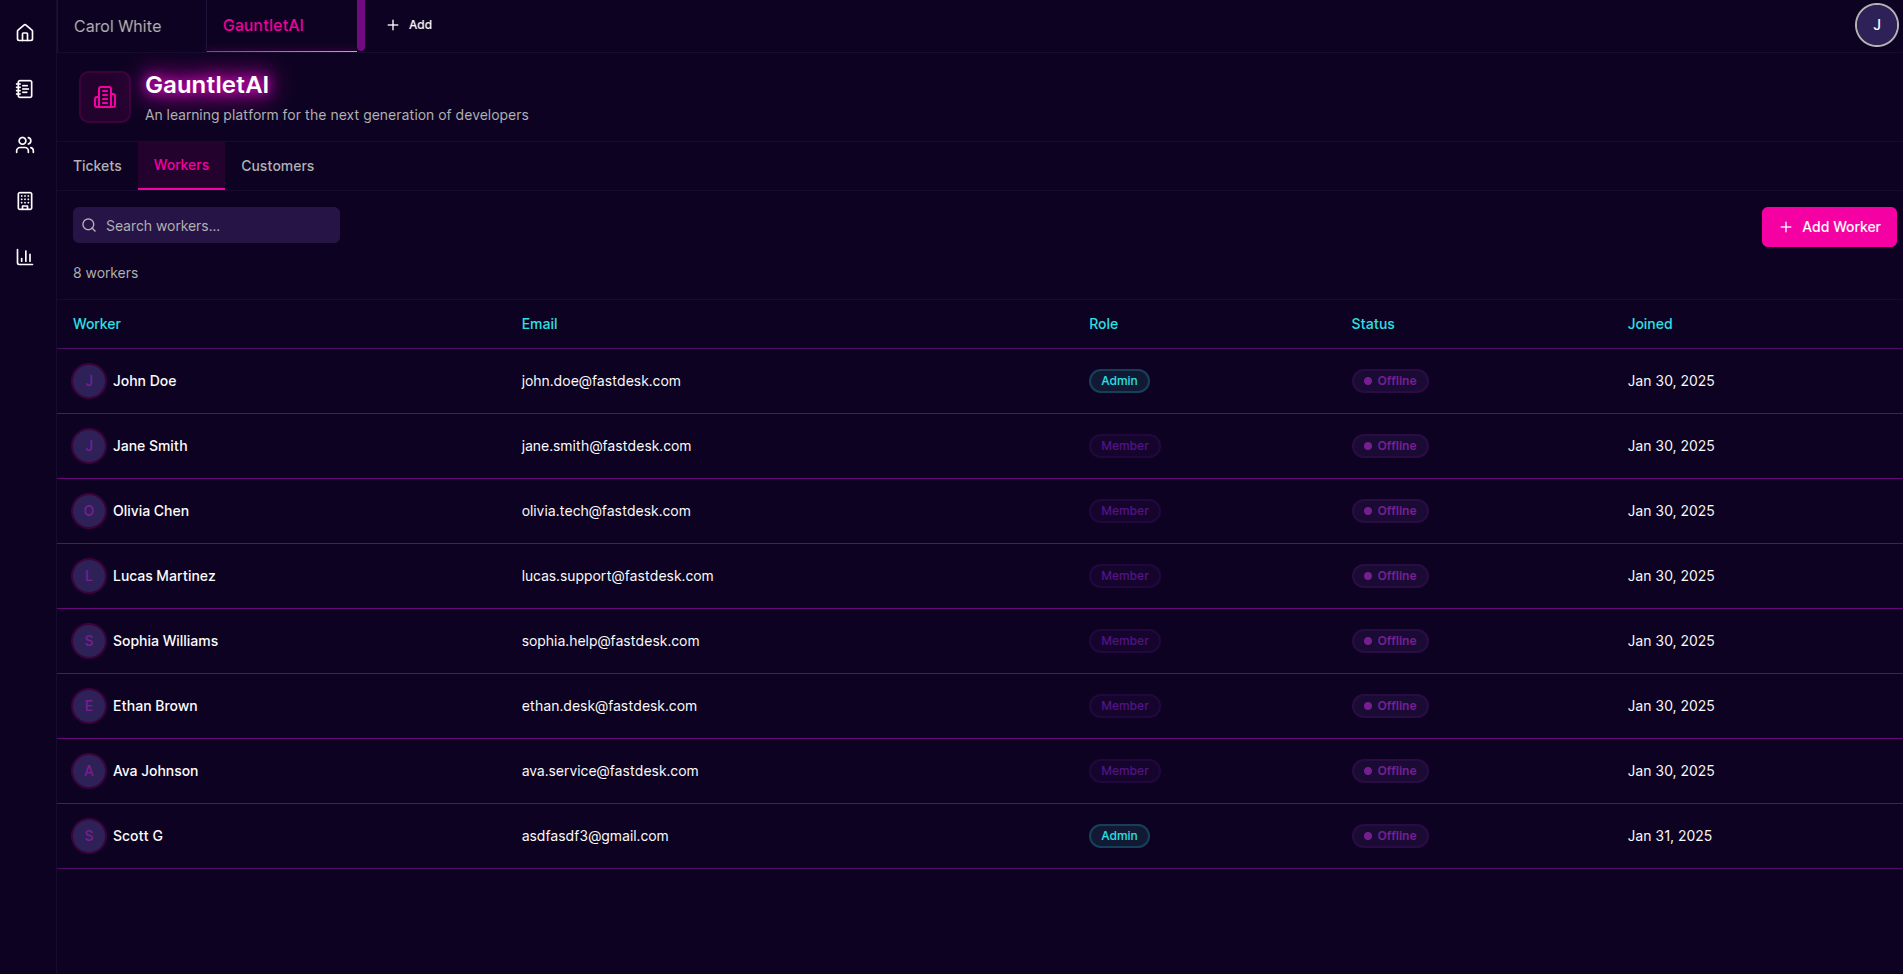 Carol White
GauntletAI
Add
J
GauntletAI
An learning platform for the next generation of developers
Tickets
Workers
Customers
Search workers...
Add Worker
8 workers
Worker Email Role Status Joined
J John Doe john.doe@fastdesk.com Admin Offline Jan 30, 2025
J Jane Smith jane.smith@fastdesk.com Member Offline Jan 30, 2025
O Olivia Chen olivia.tech@fastdesk.com Member Offline Jan 30, 2025
L Lucas Martinez lucas.support@fastdesk.com Member Offline Jan 30, 2025
S Sophia Williams sophia.help@fastdesk.com Member Offline Jan 30, 2025
E Ethan Brown ethan.desk@fastdesk.com Member Offline Jan 30, 2025
A Ava Johnson ava.service@fastdesk.com Member Offline Jan 30, 2025
S Scott G asdfasdf3@gmail.com Admin Offline Jan 31, 2025